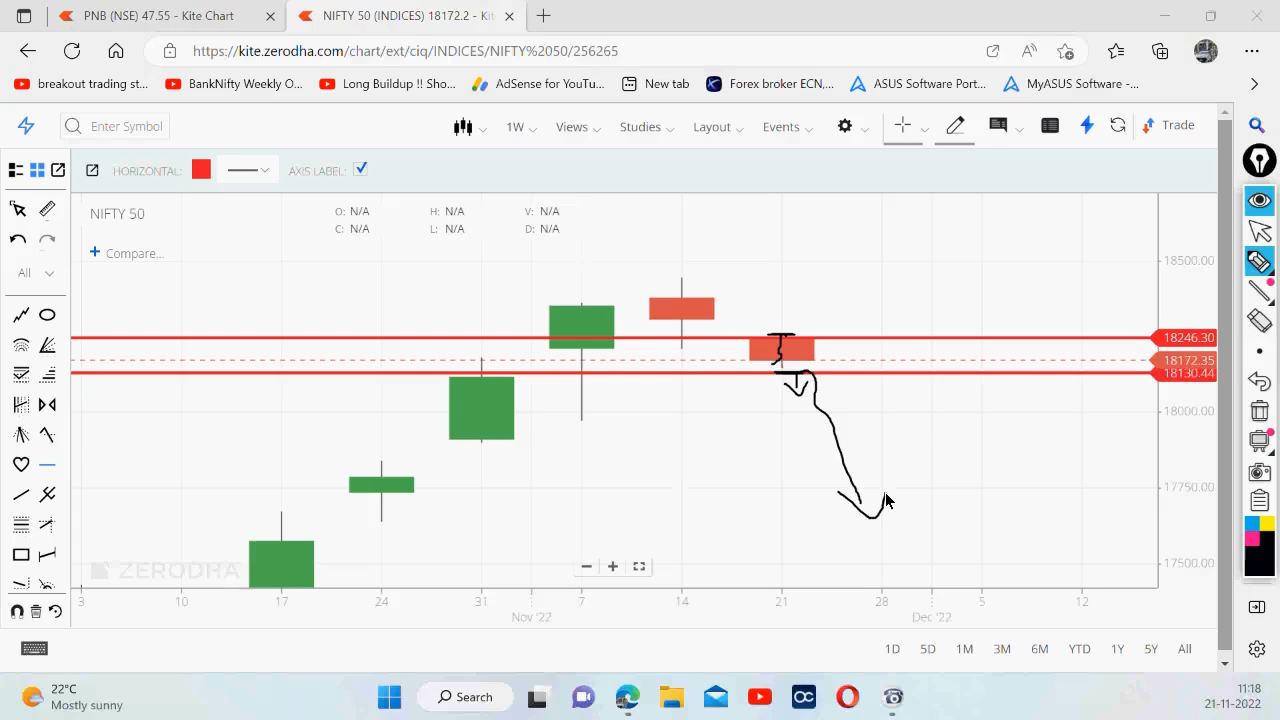 PNB (NSE) 47.55 - Kite Chart
NIFTY 50 (INDICES) 18172.2 - Kit
https://kite.zerodha.com/chart/ext/ciq/INDICES/NIFTY%2050/256265
breakout trading st...
BankNifty Weekly O...
Long Buildup !! Sho...
AdSense for YouTu...
New tab
Forex broker ECN,...
ASUS Software Port...
MyASUS Software -...
Enter Symbol
1W
Views
Studies
Layout
Events
Trade
HORIZONTAL:
AXIS LABEL:
NIFTY 50
O: N/A
H: N/A
V: N/A
C: N/A
L: N/A
D: N/A
+ Compare...
All
18500.00
18246.30
18172.35
18130.44
18000.00
17750.00
17500.00
ZERODHA
3
10
17
24
31
7
14
21
28
5
12
Nov '22
Dec '22
1D
5D
1M
3M
6M
YTD
1Y
5Y
All
22°C
Mostly sunny
Search
11:18
21-11-2022